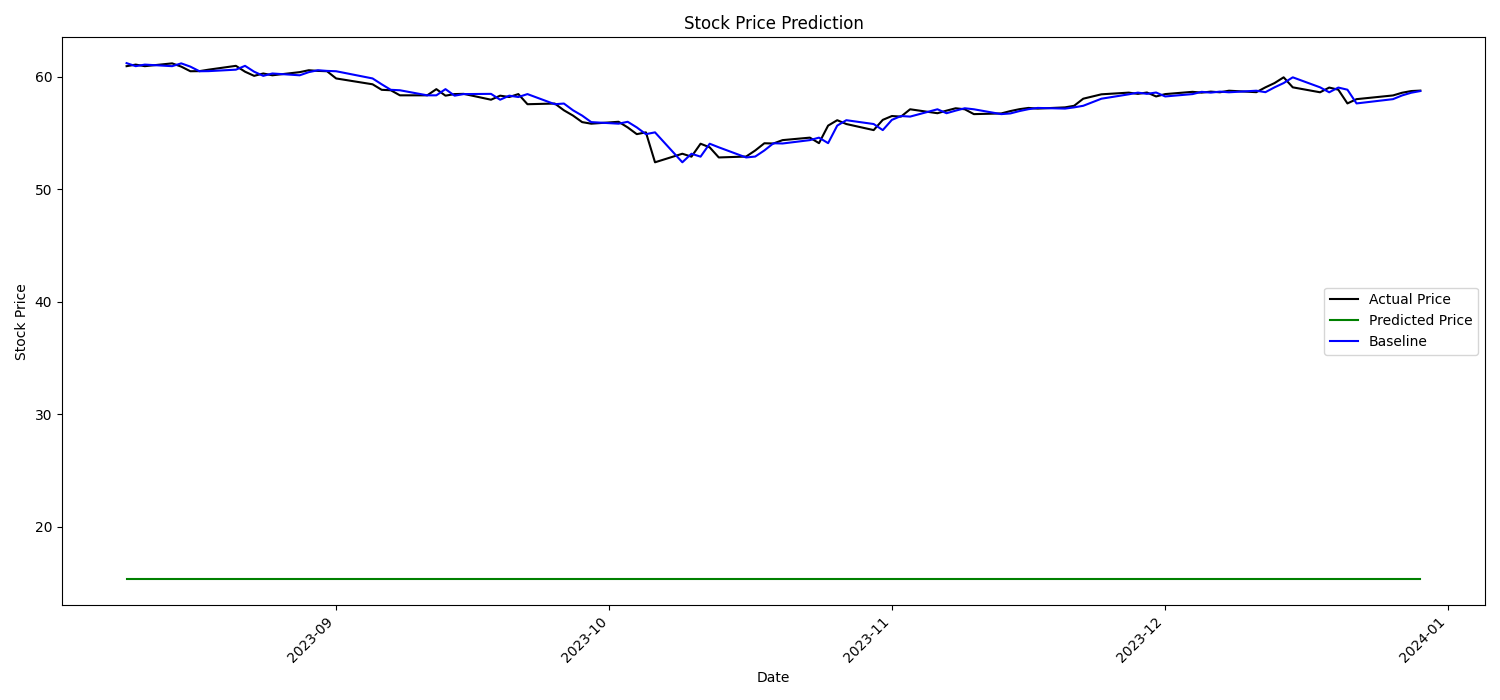 Stock Price Prediction
60
50
40
30
20
Stock Price
Actual Price
Predicted Price
Baseline
2023-09
2023-10
2023-11
2023-12
2024-01
Date